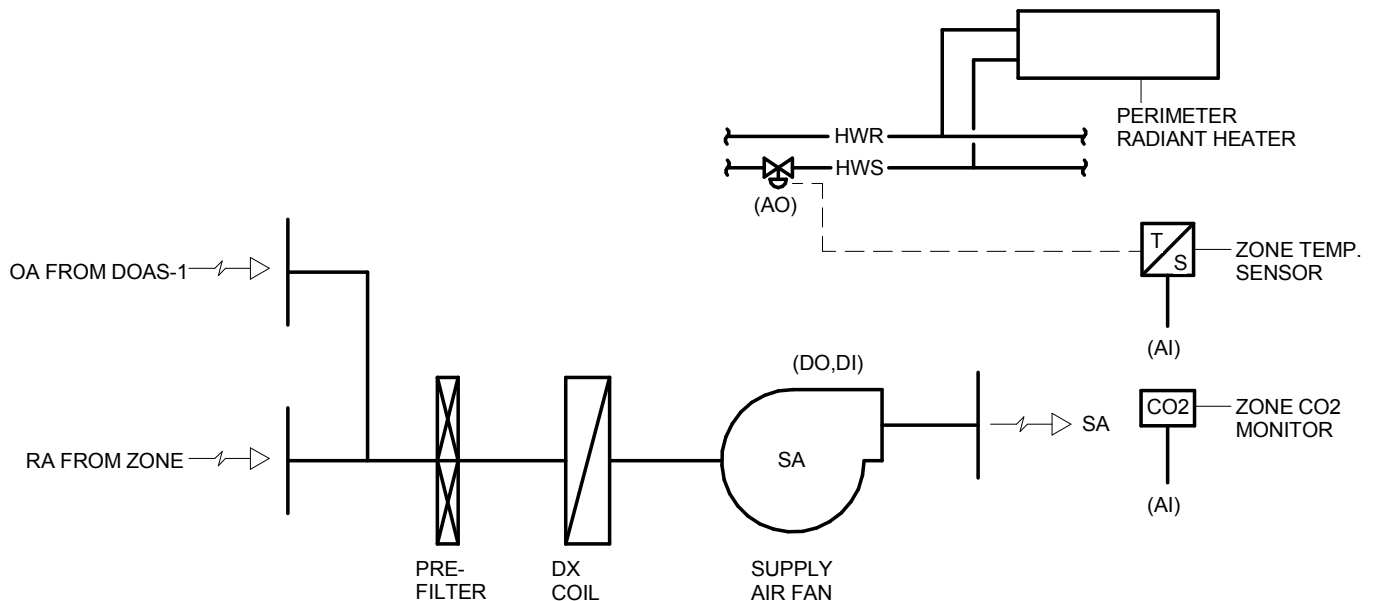 PERIMETER
RADIANT HEATER
HWR
HWS
(AO)
OA FROM DOAS-1
T
S
ZONE TEMP.
SENSOR
(AI)
(DO,DI)
CO2
ZONE CO2
MONITOR
SA
RA FROM ZONE
SA
(AI)
PRE-
FILTER
DX
COIL
SUPPLY
AIR FAN